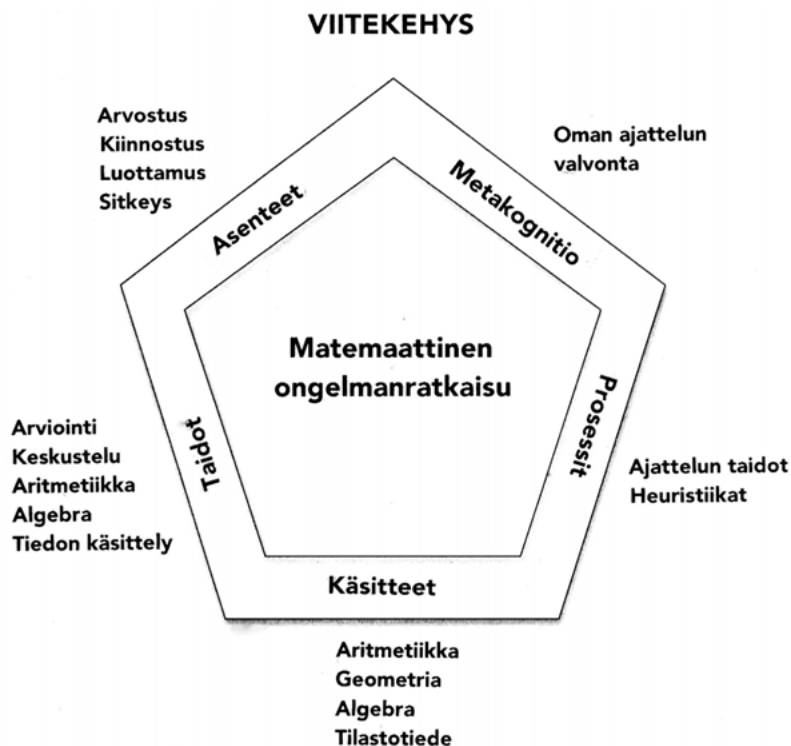 VIITEKEHYS
Arvostus
Kiinnostus
Luottamus
Sitkeys
Asenteet
Oman ajattelun
valvonta
Metakognitio
Matemaattinen
ongelmanratkaisu
Prosessit
Ajattelun taidot
Heuristiikat
Taidot
Arviointi
Keskustelu
Aritmetiikka
Algebra
Tiedon käsittely
Käsitteet
Aritmetiikka
Geometria
Algebra
Tilastotiede